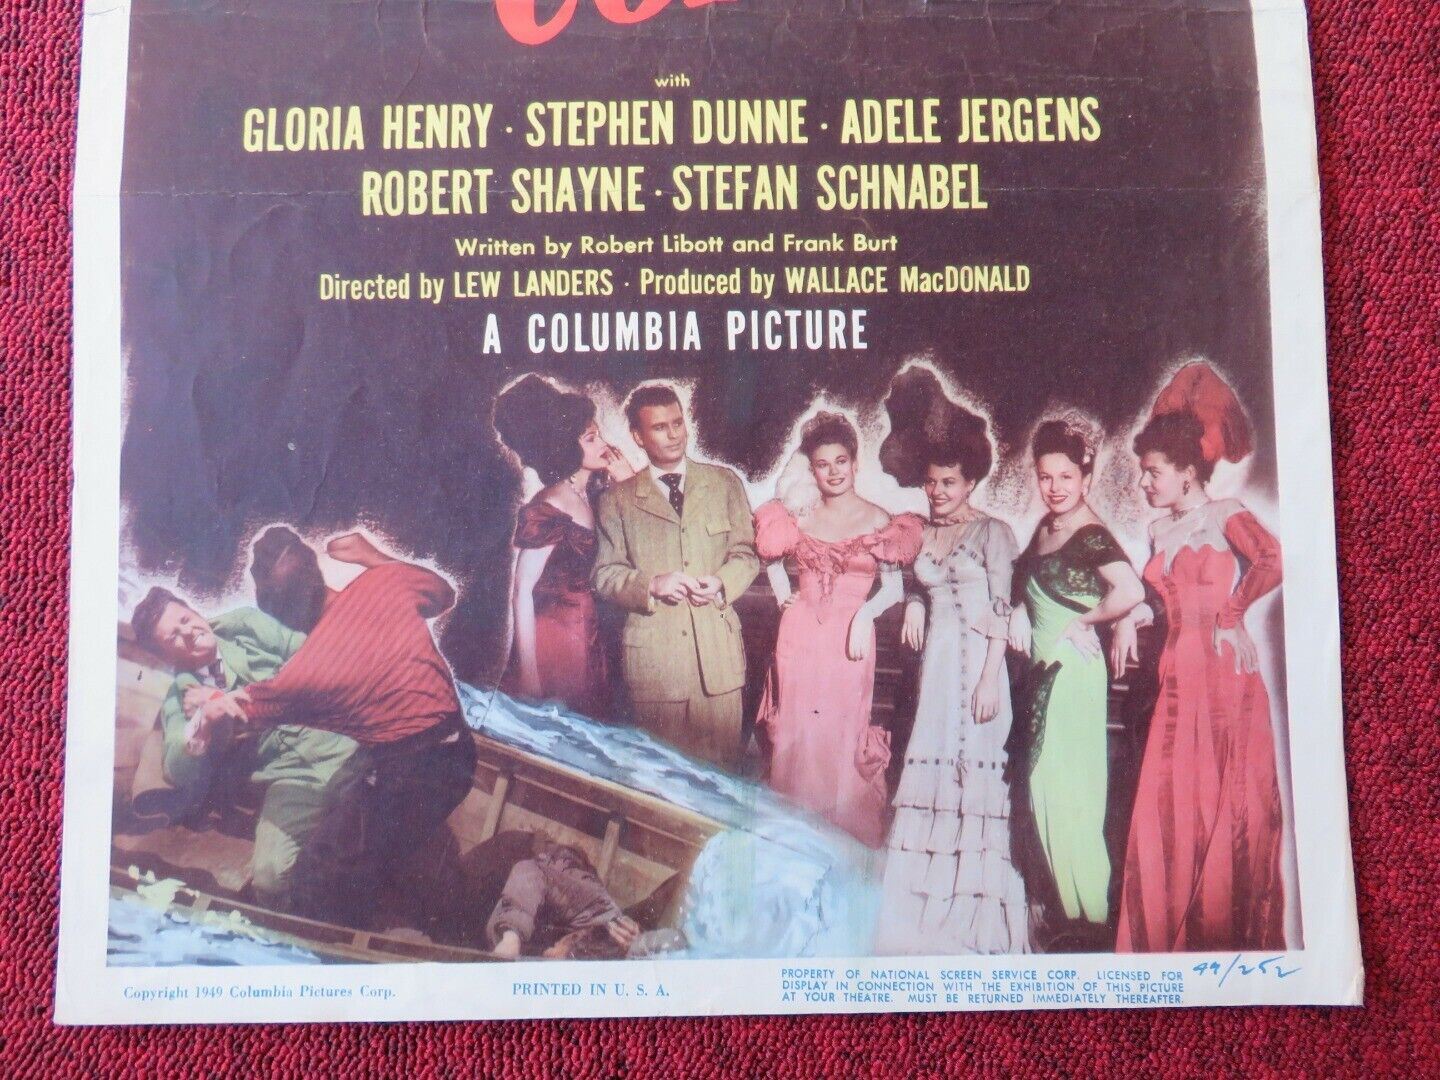 with
GLORIA HENRY · STEPHEN DUNNE · ADELE JERGENS
ROBERT SHAYNE · STEFAN SCHNABEL
Written by Robert Libott and Frank Burt
Directed by LEW LANDERS · Produced by WALLACE MacDONALD
A COLUMBIA PICTURE
Copyright 1949 Columbia Pictures Corp.
PRINTED IN U. S. A.
PROPERTY OF NATIONAL SCREEN SERVICE CORP. LICENSED FOR
DISPLAY IN CONNECTION WITH THE EXHIBITION OF THIS PICTURE
AT YOUR THEATRE. MUST BE RETURNED IMMEDIATELY THEREAFTER.
49/252